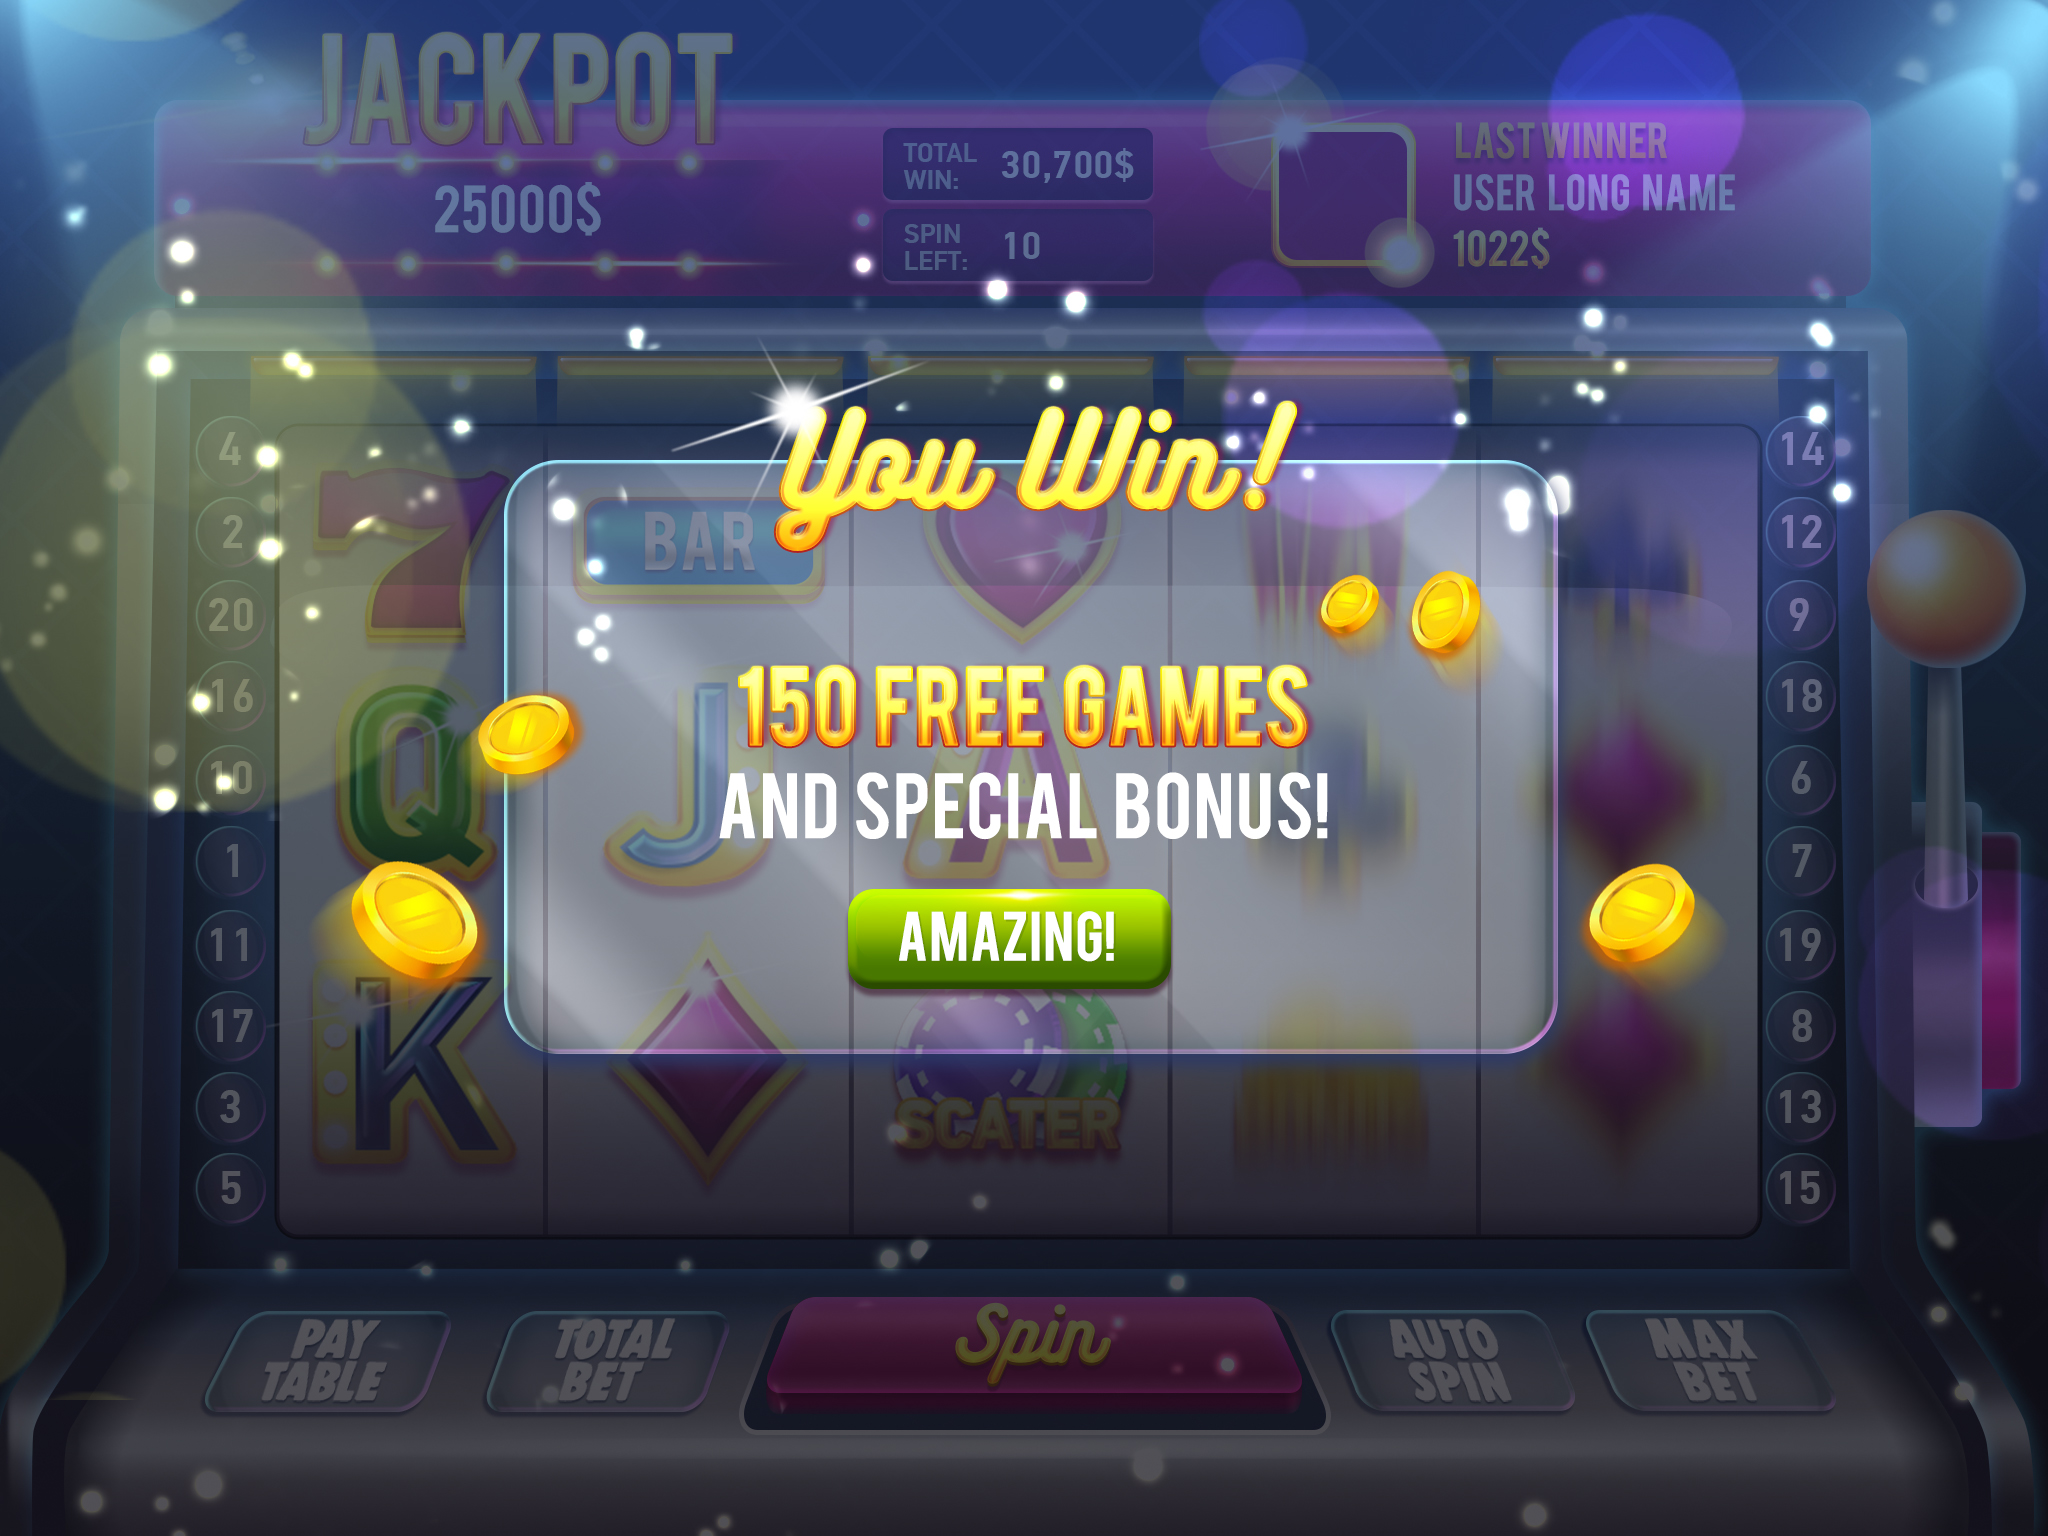 JACKPOT
25000$
TOTAL WIN: 30,700$
SPIN LEFT: 10
LAST WINNER
USER LONG NAME
1022$
You Win!
BAR
150 FREE GAMES
AND SPECIAL BONUS!
AMAZING!
7
Q
J
A
K
SCATER
4
2
20
16
10
1
11
17
3
5
14
12
9
18
6
7
19
8
13
15
PAY
TABLE
TOTAL
BET
Spin
AUTO
SPIN
MAX
BET